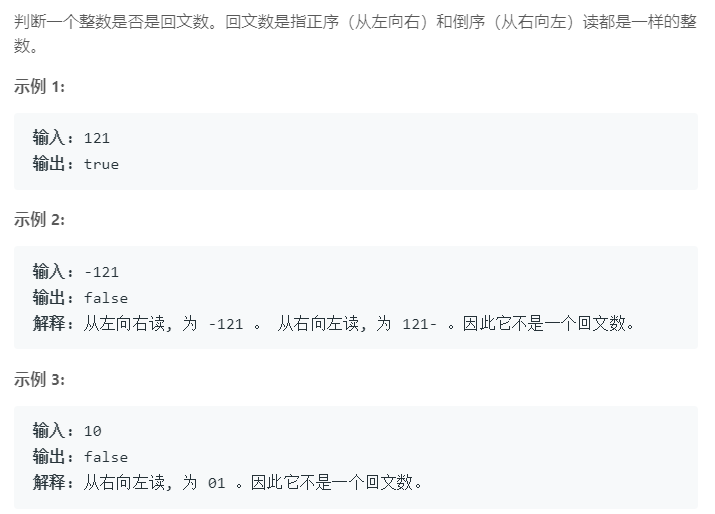 判断一个整数是否是回文数。回文数是指正序（从左向右）和倒序（从右向左）读都是一样的整
数。
示例 1:
输入: 121
输出: true
示例 2:
输入: -121
输出: false
解释: 从左向右读, 为 -121 。 从右向左读, 为 121- 。因此它不是一个回文数。
示例 3:
输入: 10
输出: false
解释: 从右向左读, 为 01 。因此它不是一个回文数。